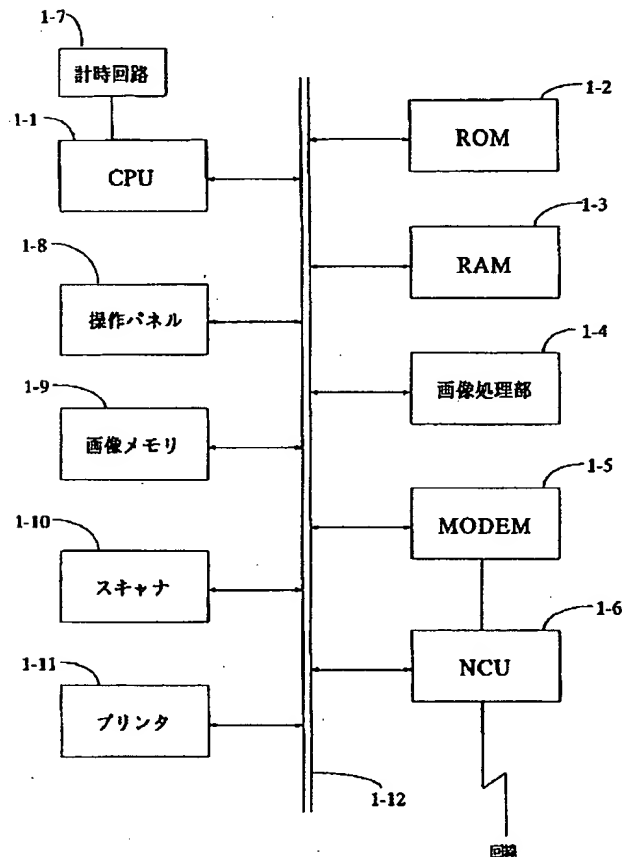 1-7
計時回路
1-1
CPU
1-8
操作パネル
1-9
画像メモリ
1-10
スキャナ
1-11
プリンタ
1-2
ROM
1-3
RAM
1-4
画像処理部
1-5
MODEM
1-6
NCU
1-12
回線